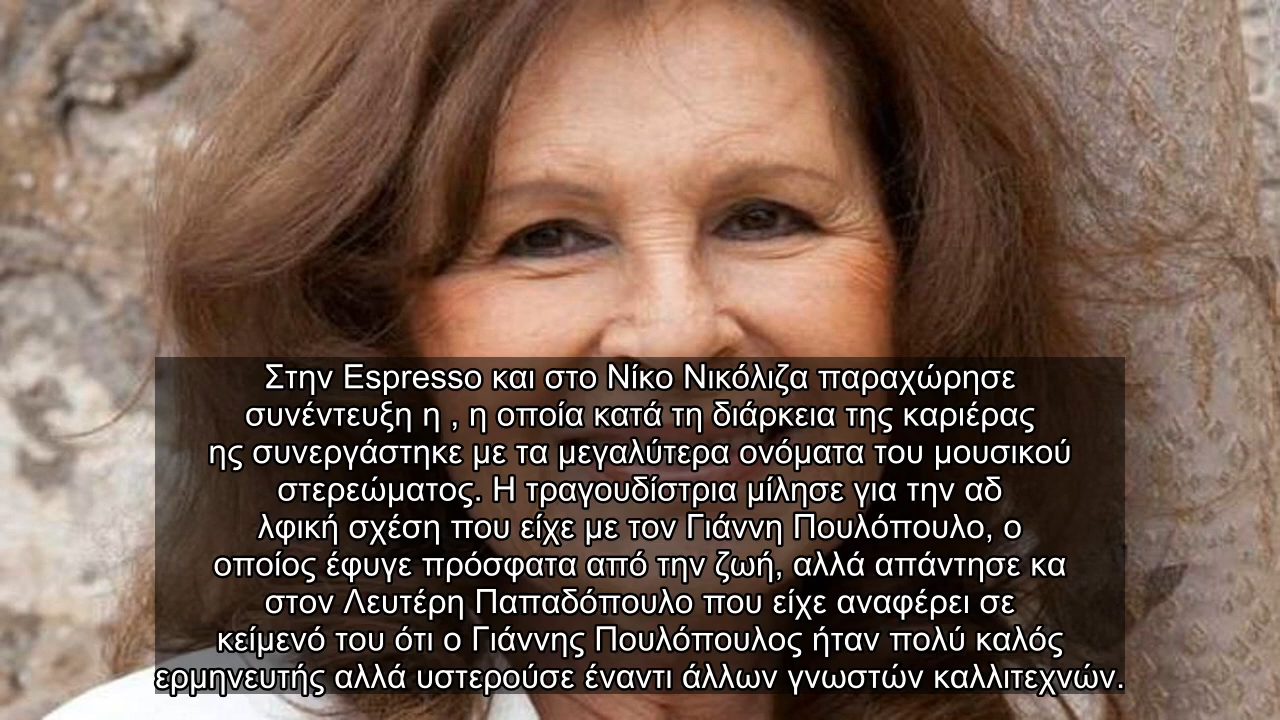 Στην Espresso και στο Νίκο Νικόλιζα παραχώρησε
συνέντευξη η , η οποία κατά τη διάρκεια της καριέρας
ης συνεργάστηκε με τα μεγαλύτερα ονόματα του μουσικού
στερεώματος. Η τραγουδίστρια μίλησε για την αδ
λφική σχέση που είχε με τον Γιάννη Πουλόπουλο, ο
οποίος έφυγε πρόσφατα από την ζωή, αλλά απάντησε κα
στον Λευτέρη Παπαδόπουλο που είχε αναφέρει σε
κείμενό του ότι ο Γιάννης Πουλόπουλος ήταν πολύ καλός
ερμηνευτής αλλά υστερούσε έναντι άλλων γνωστών καλλιτεχνών.